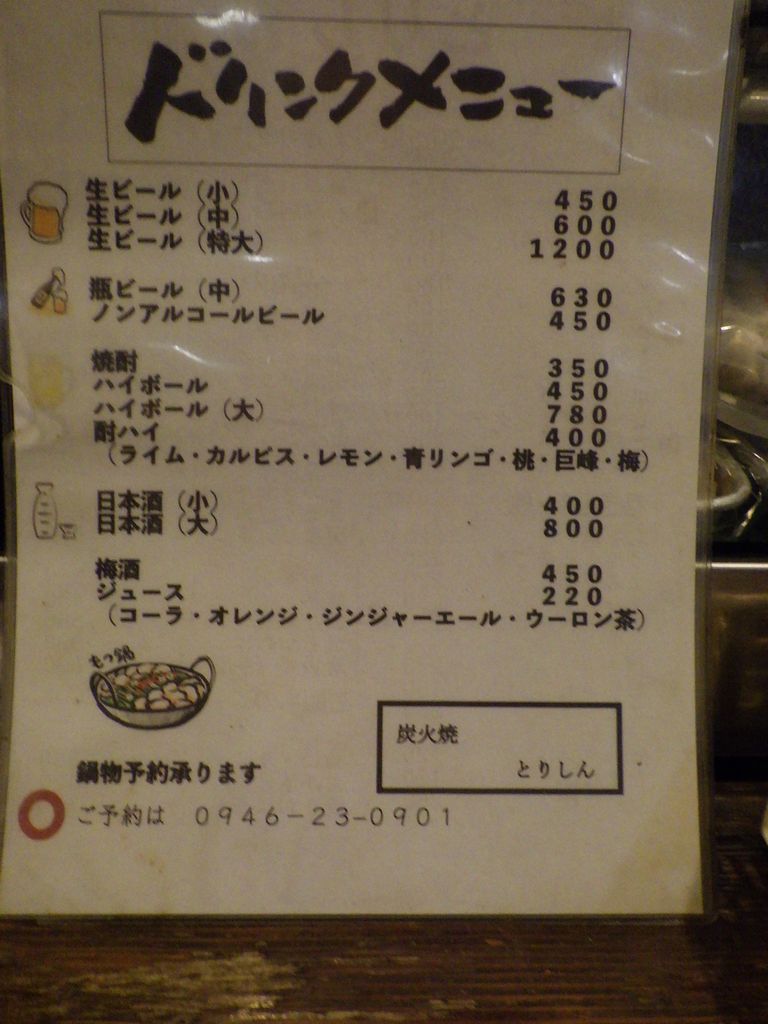 ドリンクメニュー
生ビール（小） 450
生ビール（中） 600
生ビール（特大） 1200
瓶ビール（中） 630
ノンアルコールビール 450
焼酎 350
ハイボール 450
ハイボール（大） 780
酎ハイ 400
（ライム・カルピス・レモン・青リンゴ・桃・巨峰・梅）
日本酒（小） 400
日本酒（大） 800
梅酒 450
ジュース 220
（コーラ・オレンジ・ジンジャーエール・ウーロン茶）
もつ鍋
炭火焼
とりしん
鍋物予約承ります
ご予約は 0946-23-0901